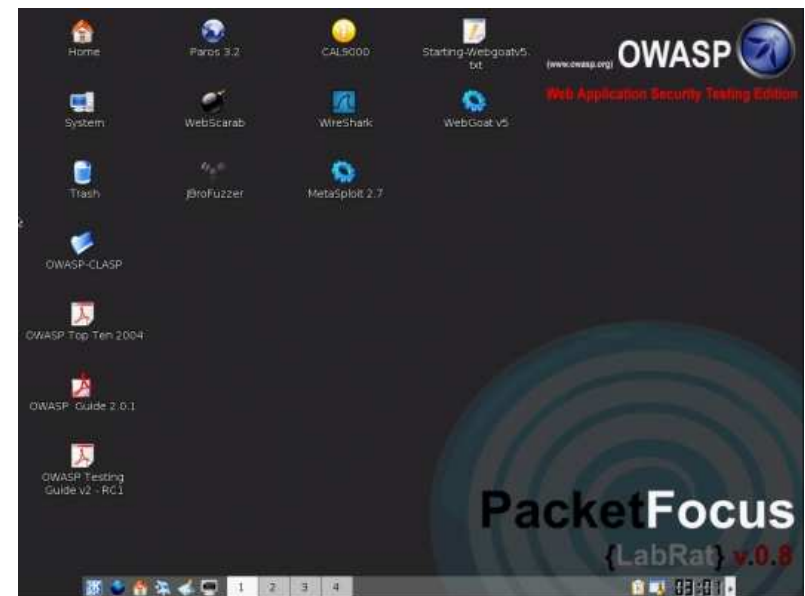 Home
Paros 3.2
CAL9000
Starting-Webgoatv5.
txt
(www.owasp.org) OWASP
Web Application Security Testing Edition
System
WebScarab
WireShark
WebGoat v5
Trash
JBroFuzzer
MetaSploit 2.7
OWASP-CLASP
OWASP Top Ten 2004
OWASP Guide 2.0.1
OWASP Testing
Guide v2 - RC1
PacketFocus
{LabRat} v.0.8
1 2 3 4
03:01